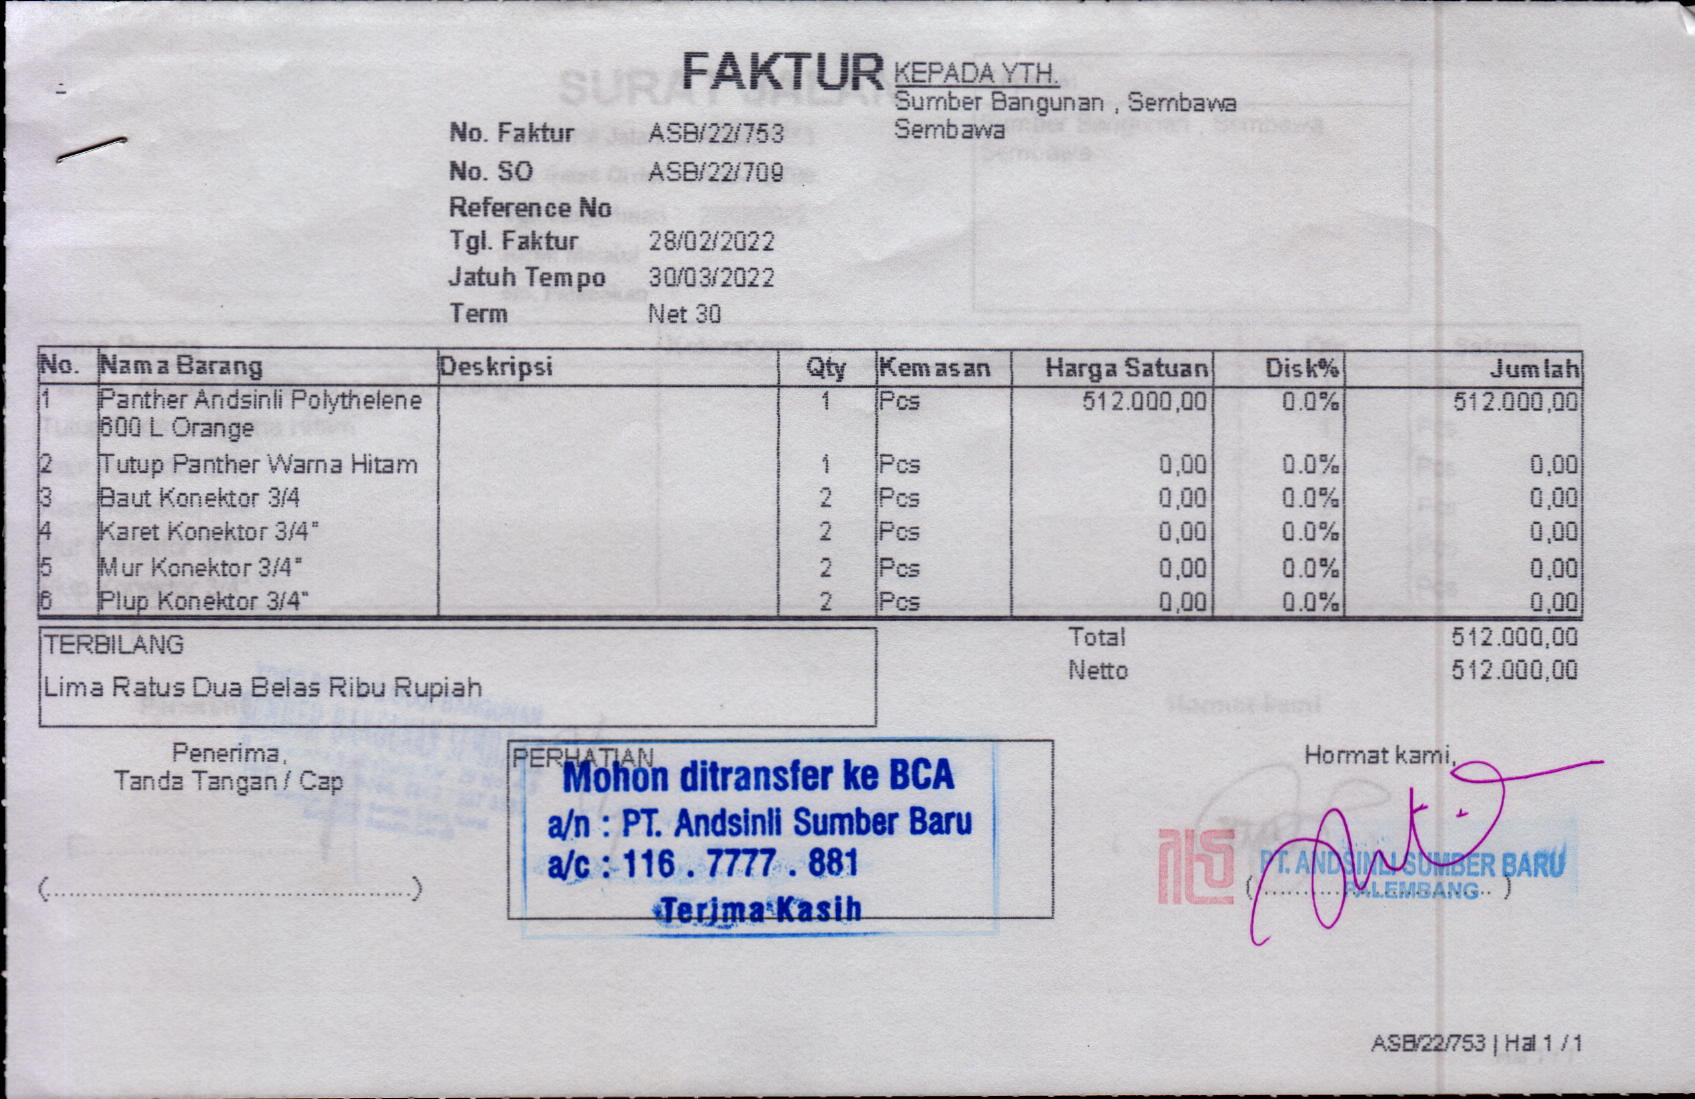 FAKTUR
KEPADA YTH.
Sumber Bangunan , Sembawa
Sembawa
No. Faktur ASB/22/753
No. SO ASB/22/709
Reference No
Tgl. Faktur 28/02/2022
Jatuh Tempo 30/03/2022
Term Net 30
No. Nama Barang Deskripsi Qty Kemasan Harga Satuan Disk% Jumlah
1 Panther Andsinli Polythelene 1 Pcs 512.000,00 0.0% 512.000,00
600 L Orange
2 Tutup Panther Warna Hitam 1 Pcs 0,00 0.0% 0,00
3 Baut Konektor 3/4 2 Pcs 0,00 0.0% 0,00
4 Karet Konektor 3/4" 2 Pcs 0,00 0.0% 0,00
5 Mur Konektor 3/4" 2 Pcs 0,00 0.0% 0,00
6 Plup Konektor 3/4" 2 Pcs 0,00 0.0% 0,00
TERBILANG
Lima Ratus Dua Belas Ribu Rupiah
Total 512.000,00
Netto 512.000,00
Penerima,
Tanda Tangan / Cap
(........................................)
PERHATIAN
Mohon ditransfer ke BCA
a/n : PT. Andsinli Sumber Baru
a/c : 116 . 7777 . 881
Terima Kasih
Hormat kami,
PT. ANDSINLI SUMBER BARU
PALEMBANG
(............................)
ASB/22/753 | Hal 1 / 1